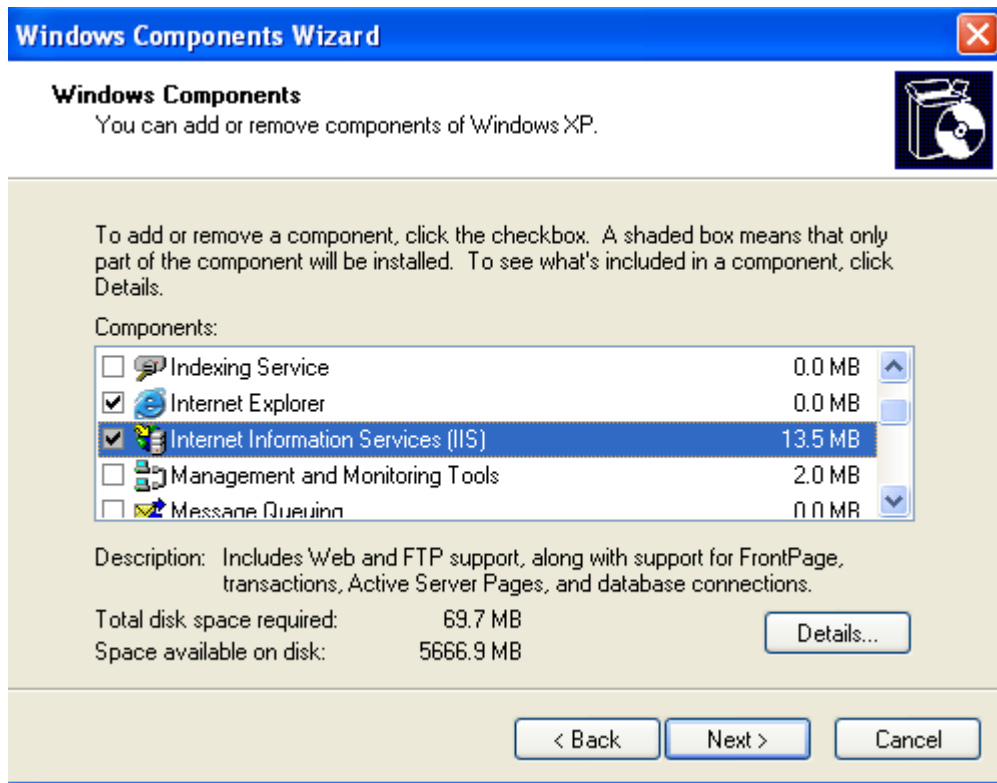 Windows Components Wizard
Windows Components
You can add or remove components of Windows XP.
To add or remove a component, click the checkbox. A shaded box means that only
part of the component will be installed. To see what's included in a component, click
Details.
Components:
Indexing Service 0.0 MB
Internet Explorer 0.0 MB
Internet Information Services (IIS) 13.5 MB
Management and Monitoring Tools 2.0 MB
Message Queuing 0.0 MB
Description: Includes Web and FTP support, along with support for FrontPage,
transactions, Active Server Pages, and database connections.
Total disk space required: 69.7 MB
Space available on disk: 5666.9 MB
Details...
< Back Next > Cancel